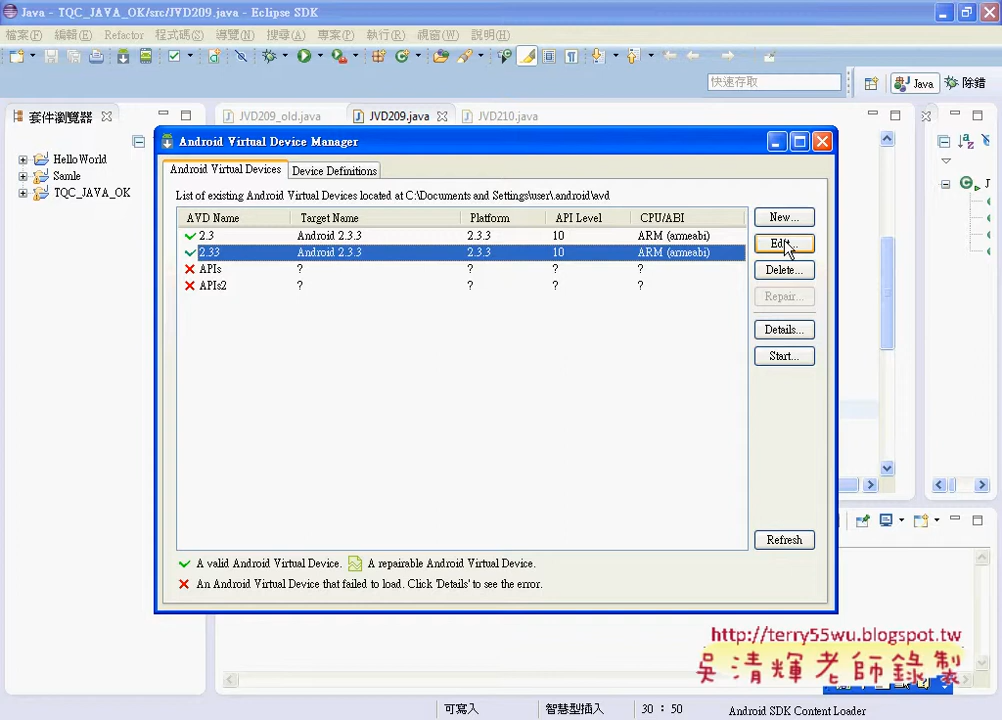 Java - TQC_JAVA_OK/src/JVD209.java - Eclipse SDK
檔案(F) 編輯(E) Refactor 程式碼(S) 導覽(N) 搜尋(A) 專案(P) 執行(R) 視窗(W) 說明(H)
快速存取
Java
除錯
套件瀏覽器
JVD209_old.java
JVD209.java
JVD210.java
HelloWorld
Samle
TQC_JAVA_OK
Android Virtual Device Manager
Android Virtual Devices
Device Definitions
List of existing Android Virtual Devices located at C:\Documents and Settings\user\.android\avd
AVD Name Target Name Platform API Level CPU/ABI
2.3 Android 2.3.3 2.3.3 10 ARM (armeabi)
2.33 Android 2.3.3 2.3.3 10 ARM (armeabi)
APIs ? ? ? ?
APIs2 ? ? ? ?
New...
Edit...
Delete...
Repair...
Details...
Start...
Refresh
A valid Android Virtual Device. A repairable Android Virtual Device.
An Android Virtual Device that failed to load. Click 'Details' to see the error.
J
http://terry55wu.blogspot.tw
吳清輝老師錄製
可寫入
智慧型插入
30 : 50
Android SDK Content Loader